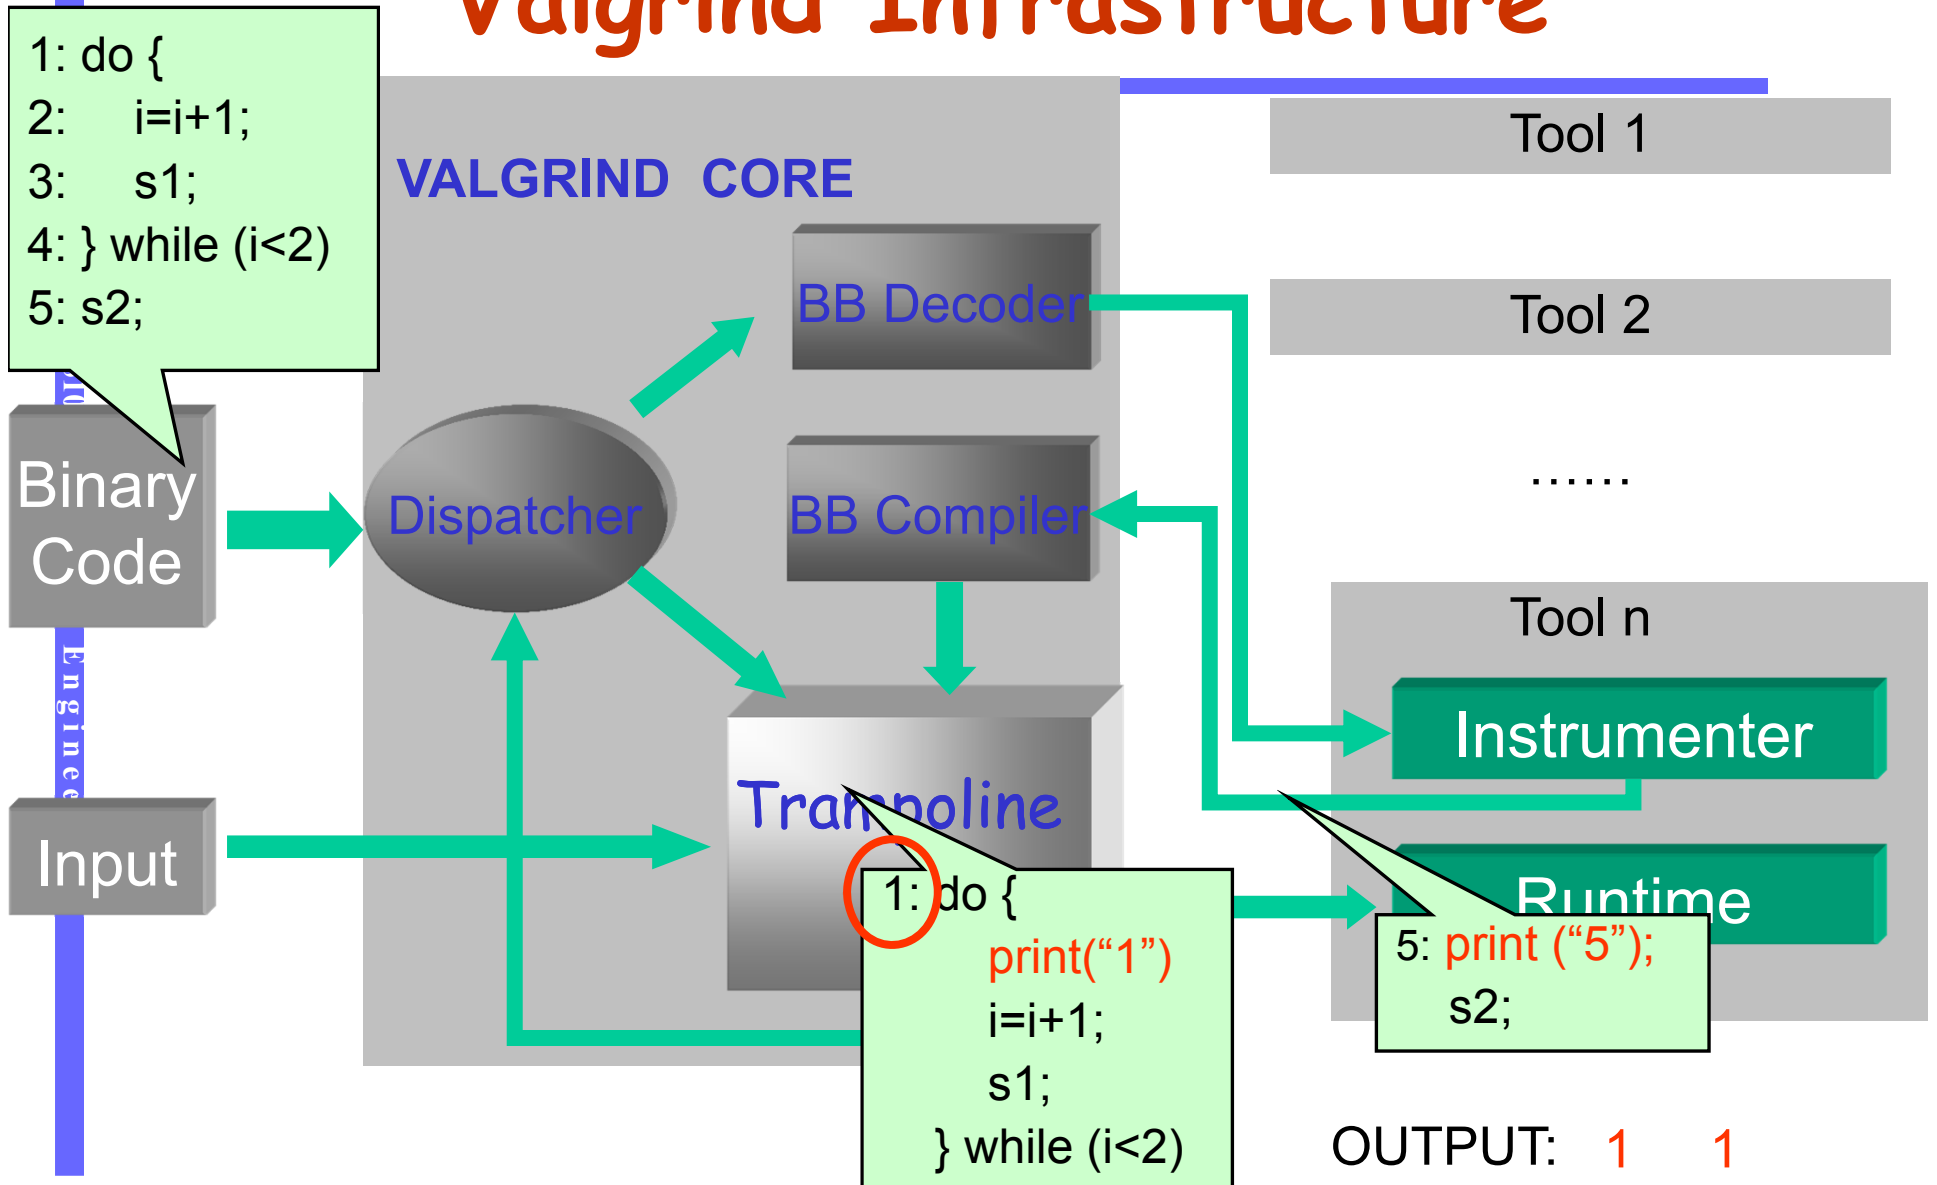 Valgrind Infrastructure
1: do {
2: i=i+1;
3: s1;
4: } while (i<2)
5: s2;
VALGRIND CORE
BB Decoder
Dispatcher
BB Compiler
Trampoline
Binary
Code
Input
Tool 1
Tool 2
......
Tool n
Instrumenter
Runtime
1: do {
print(“1”)
i=i+1;
s1;
} while (i<2)
5: print (“5”);
s2;
OUTPUT: 1 1